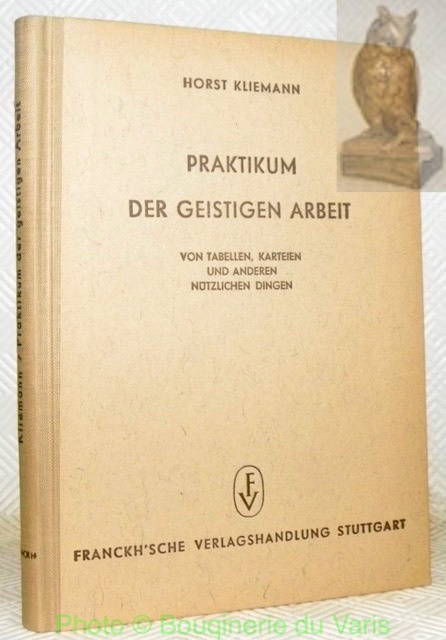 HORST KLIEMANN
PRAKTIKUM
DER GEISTIGEN ARBEIT
VON TABELLEN, KARTEIEN
UND ANDEREN
NÜTZLICHEN DINGEN
FV
FRANCKH'SCHE VERLAGSHANDLUNG STUTTGART
Kliemann / Praktikum der geistigen Arbeit
Photo © Bouqinerie du Varis